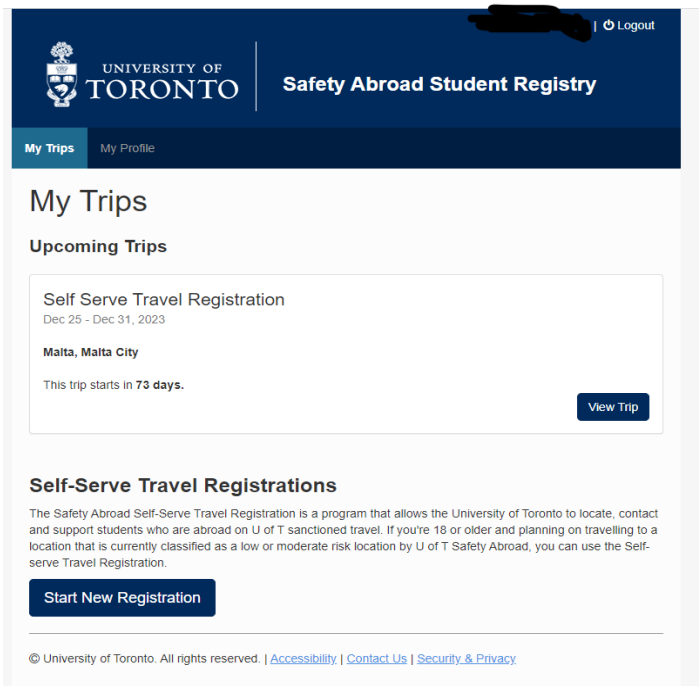 | Logout
UNIVERSITY OF
TORONTO
Safety Abroad Student Registry
My Trips My Profile
My Trips
Upcoming Trips
Self Serve Travel Registration
Dec 25 - Dec 31, 2023
Malta, Malta City
This trip starts in 73 days.
View Trip
Self-Serve Travel Registrations
The Safety Abroad Self-Serve Travel Registration is a program that allows the University of Toronto to locate, contact
and support students who are abroad on U of T sanctioned travel. If you're 18 or older and planning on travelling to a
location that is currently classified as a low or moderate risk location by U of T Safety Abroad, you can use the Self-
serve Travel Registration.
Start New Registration
© University of Toronto. All rights reserved. | Accessibility | Contact Us | Security & Privacy